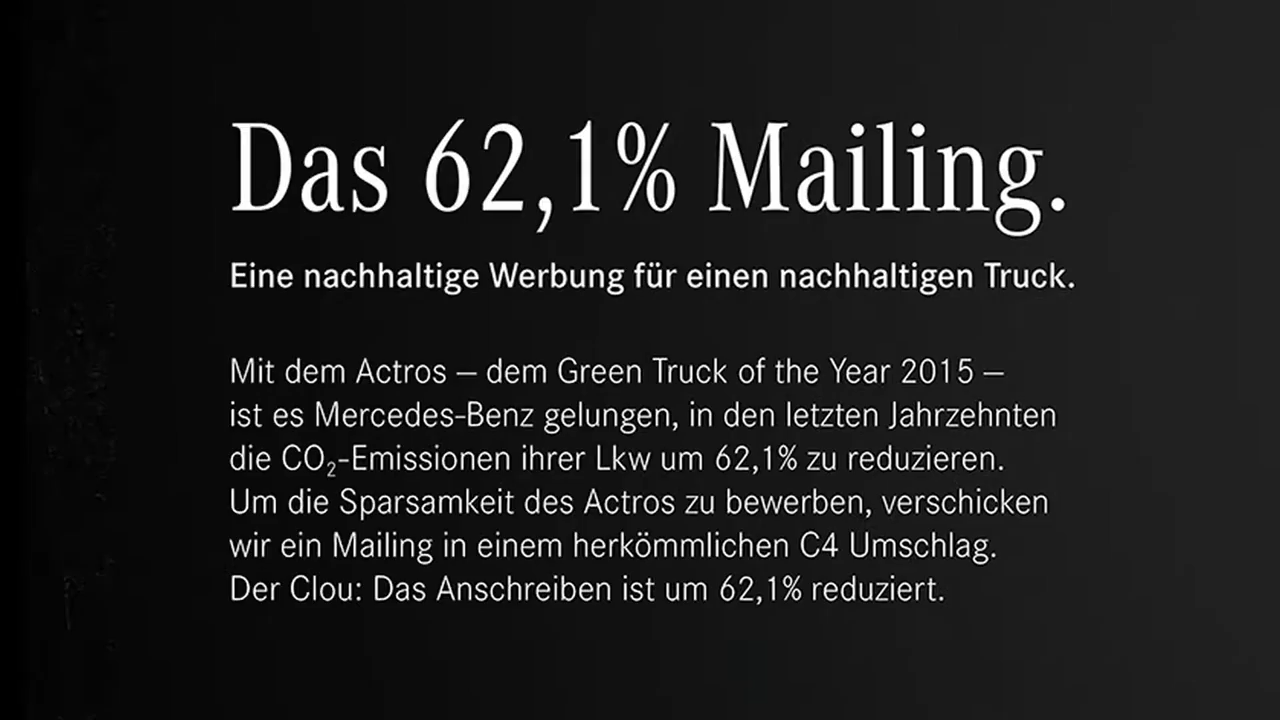 Das 62,1% Mailing.
Eine nachhaltige Werbung für einen nachhaltigen Truck.
Mit dem Actros – dem Green Truck of the Year 2015 –
ist es Mercedes-Benz gelungen, in den letzten Jahrzehnten
die CO₂-Emissionen ihrer Lkw um 62,1% zu reduzieren.
Um die Sparsamkeit des Actros zu bewerben, verschicken
wir ein Mailing in einem herkömmlichen C4 Umschlag.
Der Clou: Das Anschreiben ist um 62,1% reduziert.